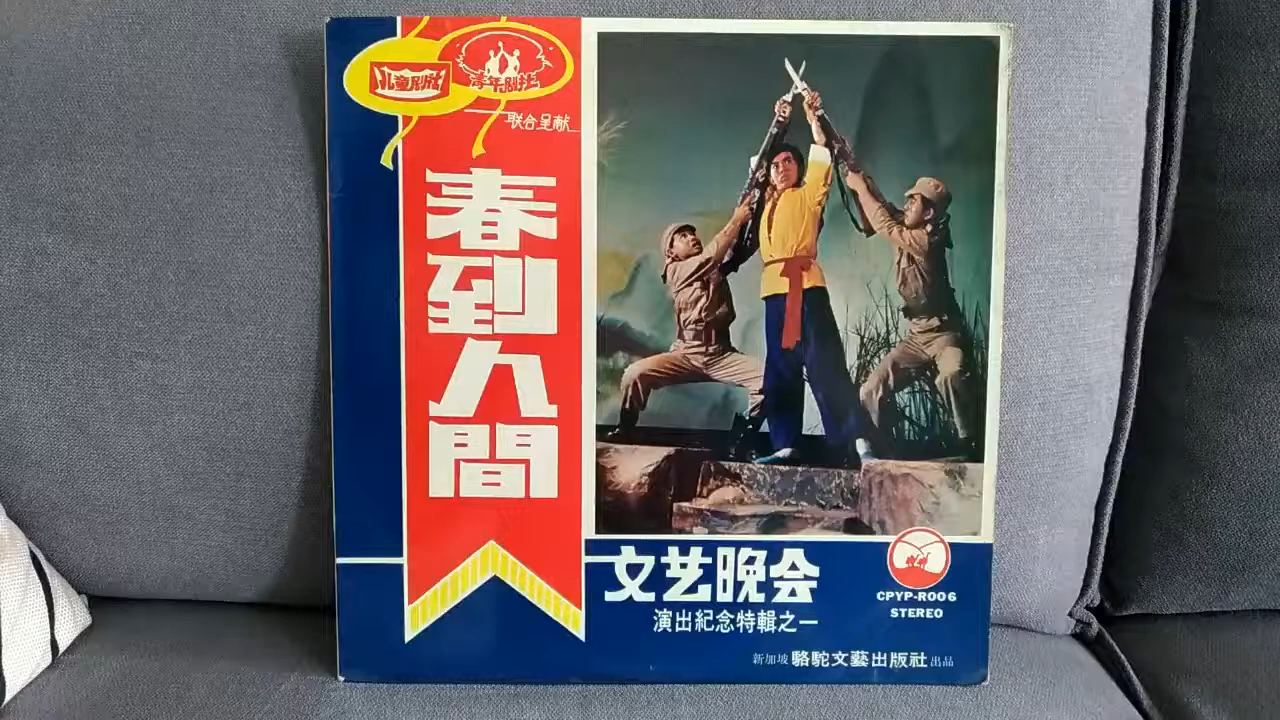 儿童剧社
青年剧社
联合呈献
春到人間
文艺晚会
演出紀念特輯之一
CPYP-R006
STEREO
新加坡 駱駝文藝出版社 出品